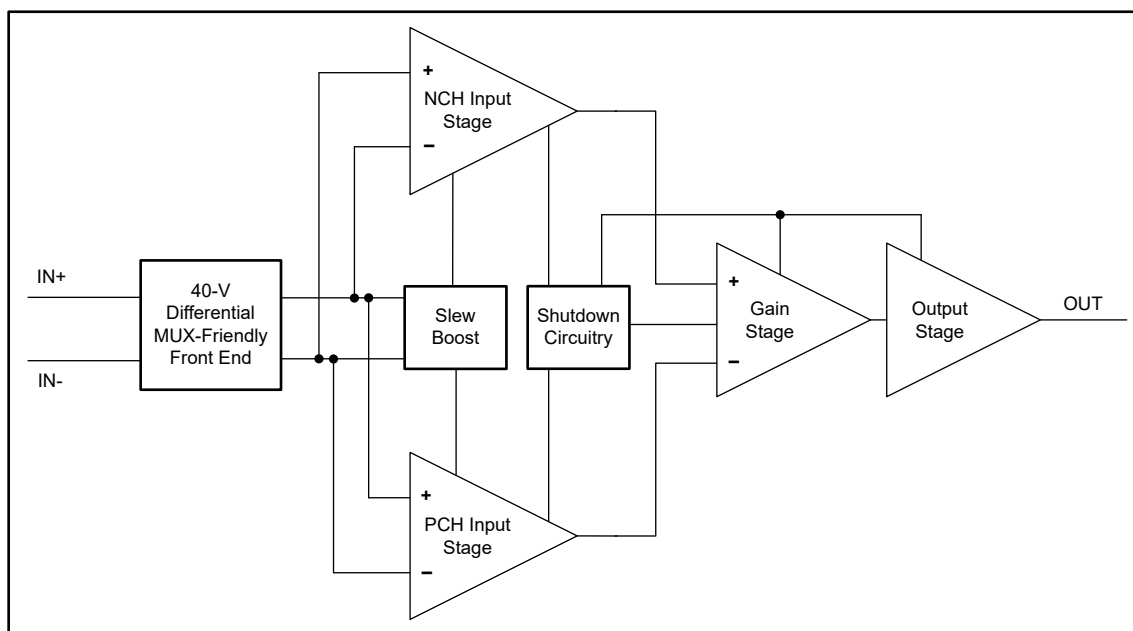 +
NCH Input
Stage
−
IN+
IN-
40-V
Differential
MUX-Friendly
Front End
Slew
Boost
Shutdown
Circuitry
+
Gain
Stage
−
Output
Stage
OUT
+
PCH Input
Stage
−